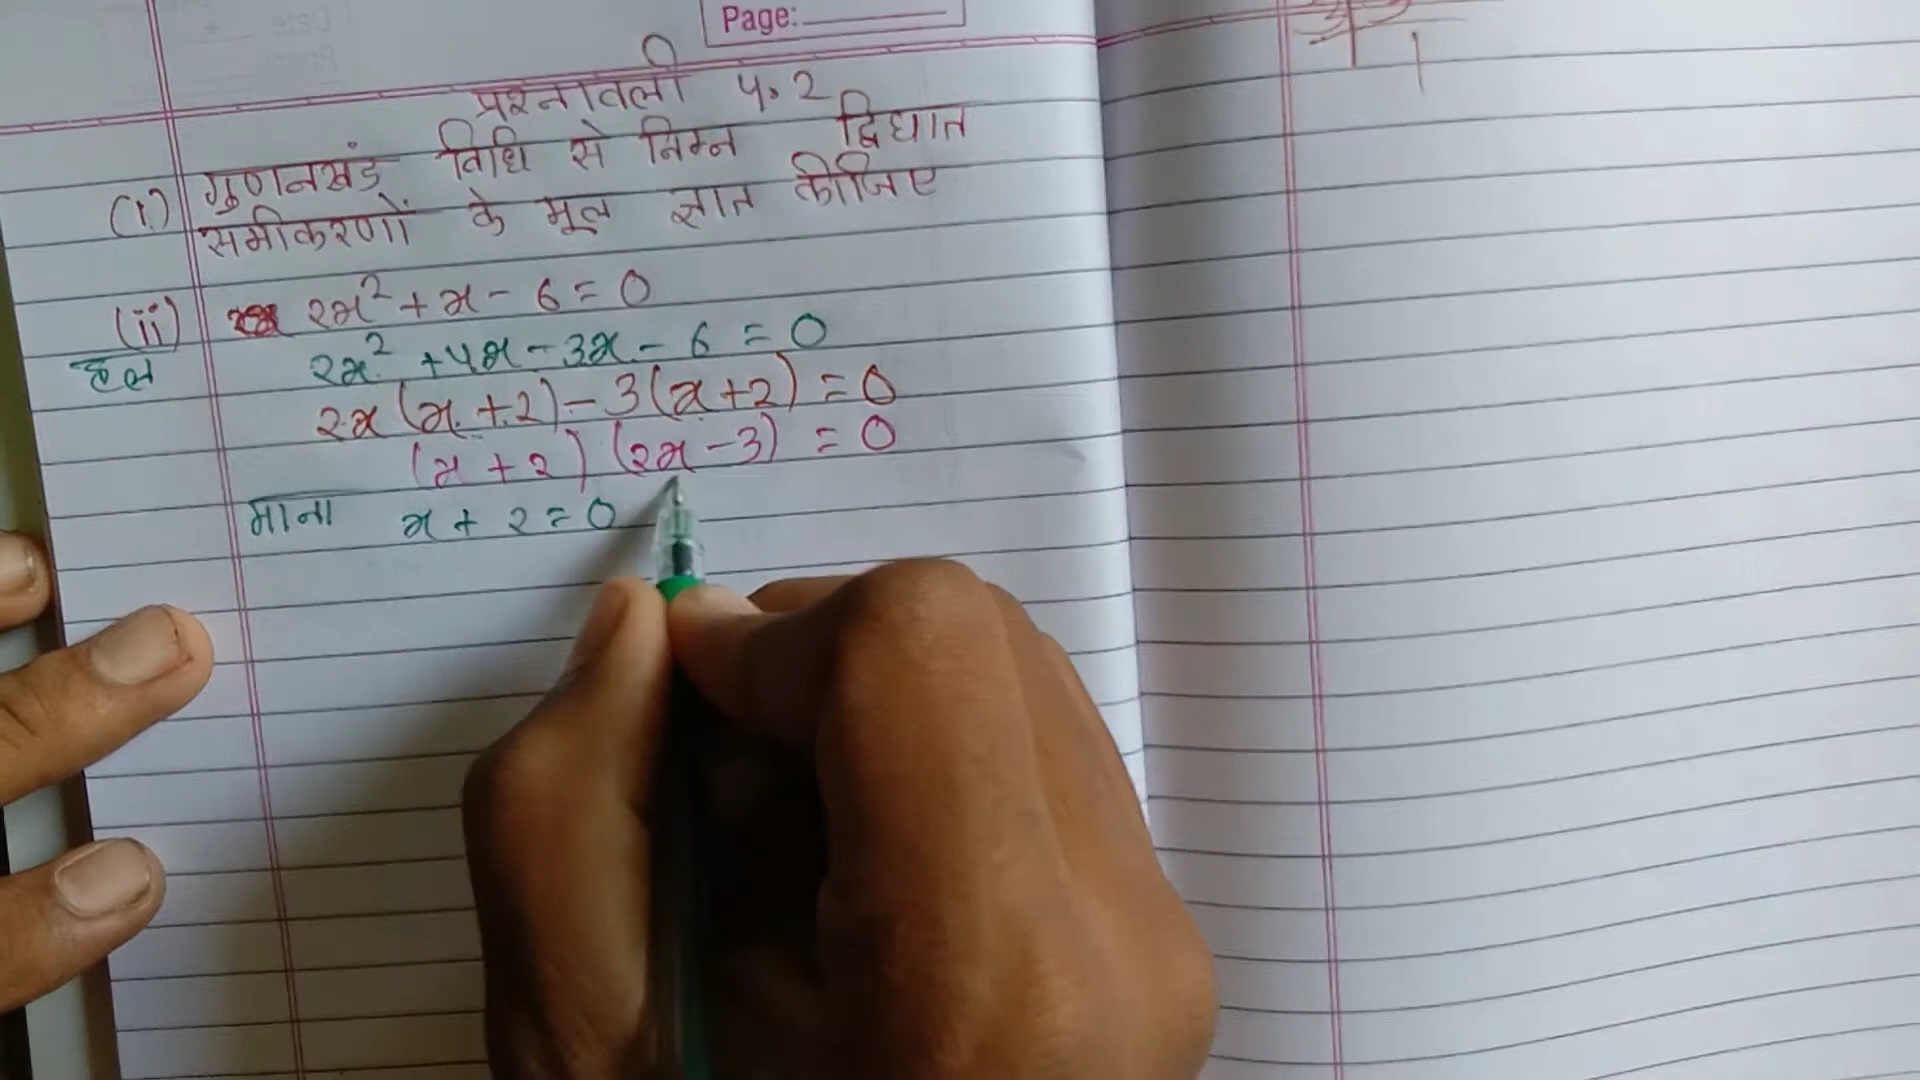 Page:
प्रश्नावली 4.2
(i.) गुणनखंड विधि से निम्न द्विघात
समीकरणों के मूल ज्ञात कीजिए
(ii) 2x² + x - 6 = 0
हल 2x² + 4x - 3x - 6 = 0
2x (x + 2) - 3 (x + 2) = 0
(x + 2) (2x - 3) = 0
माना x + 2 = 0